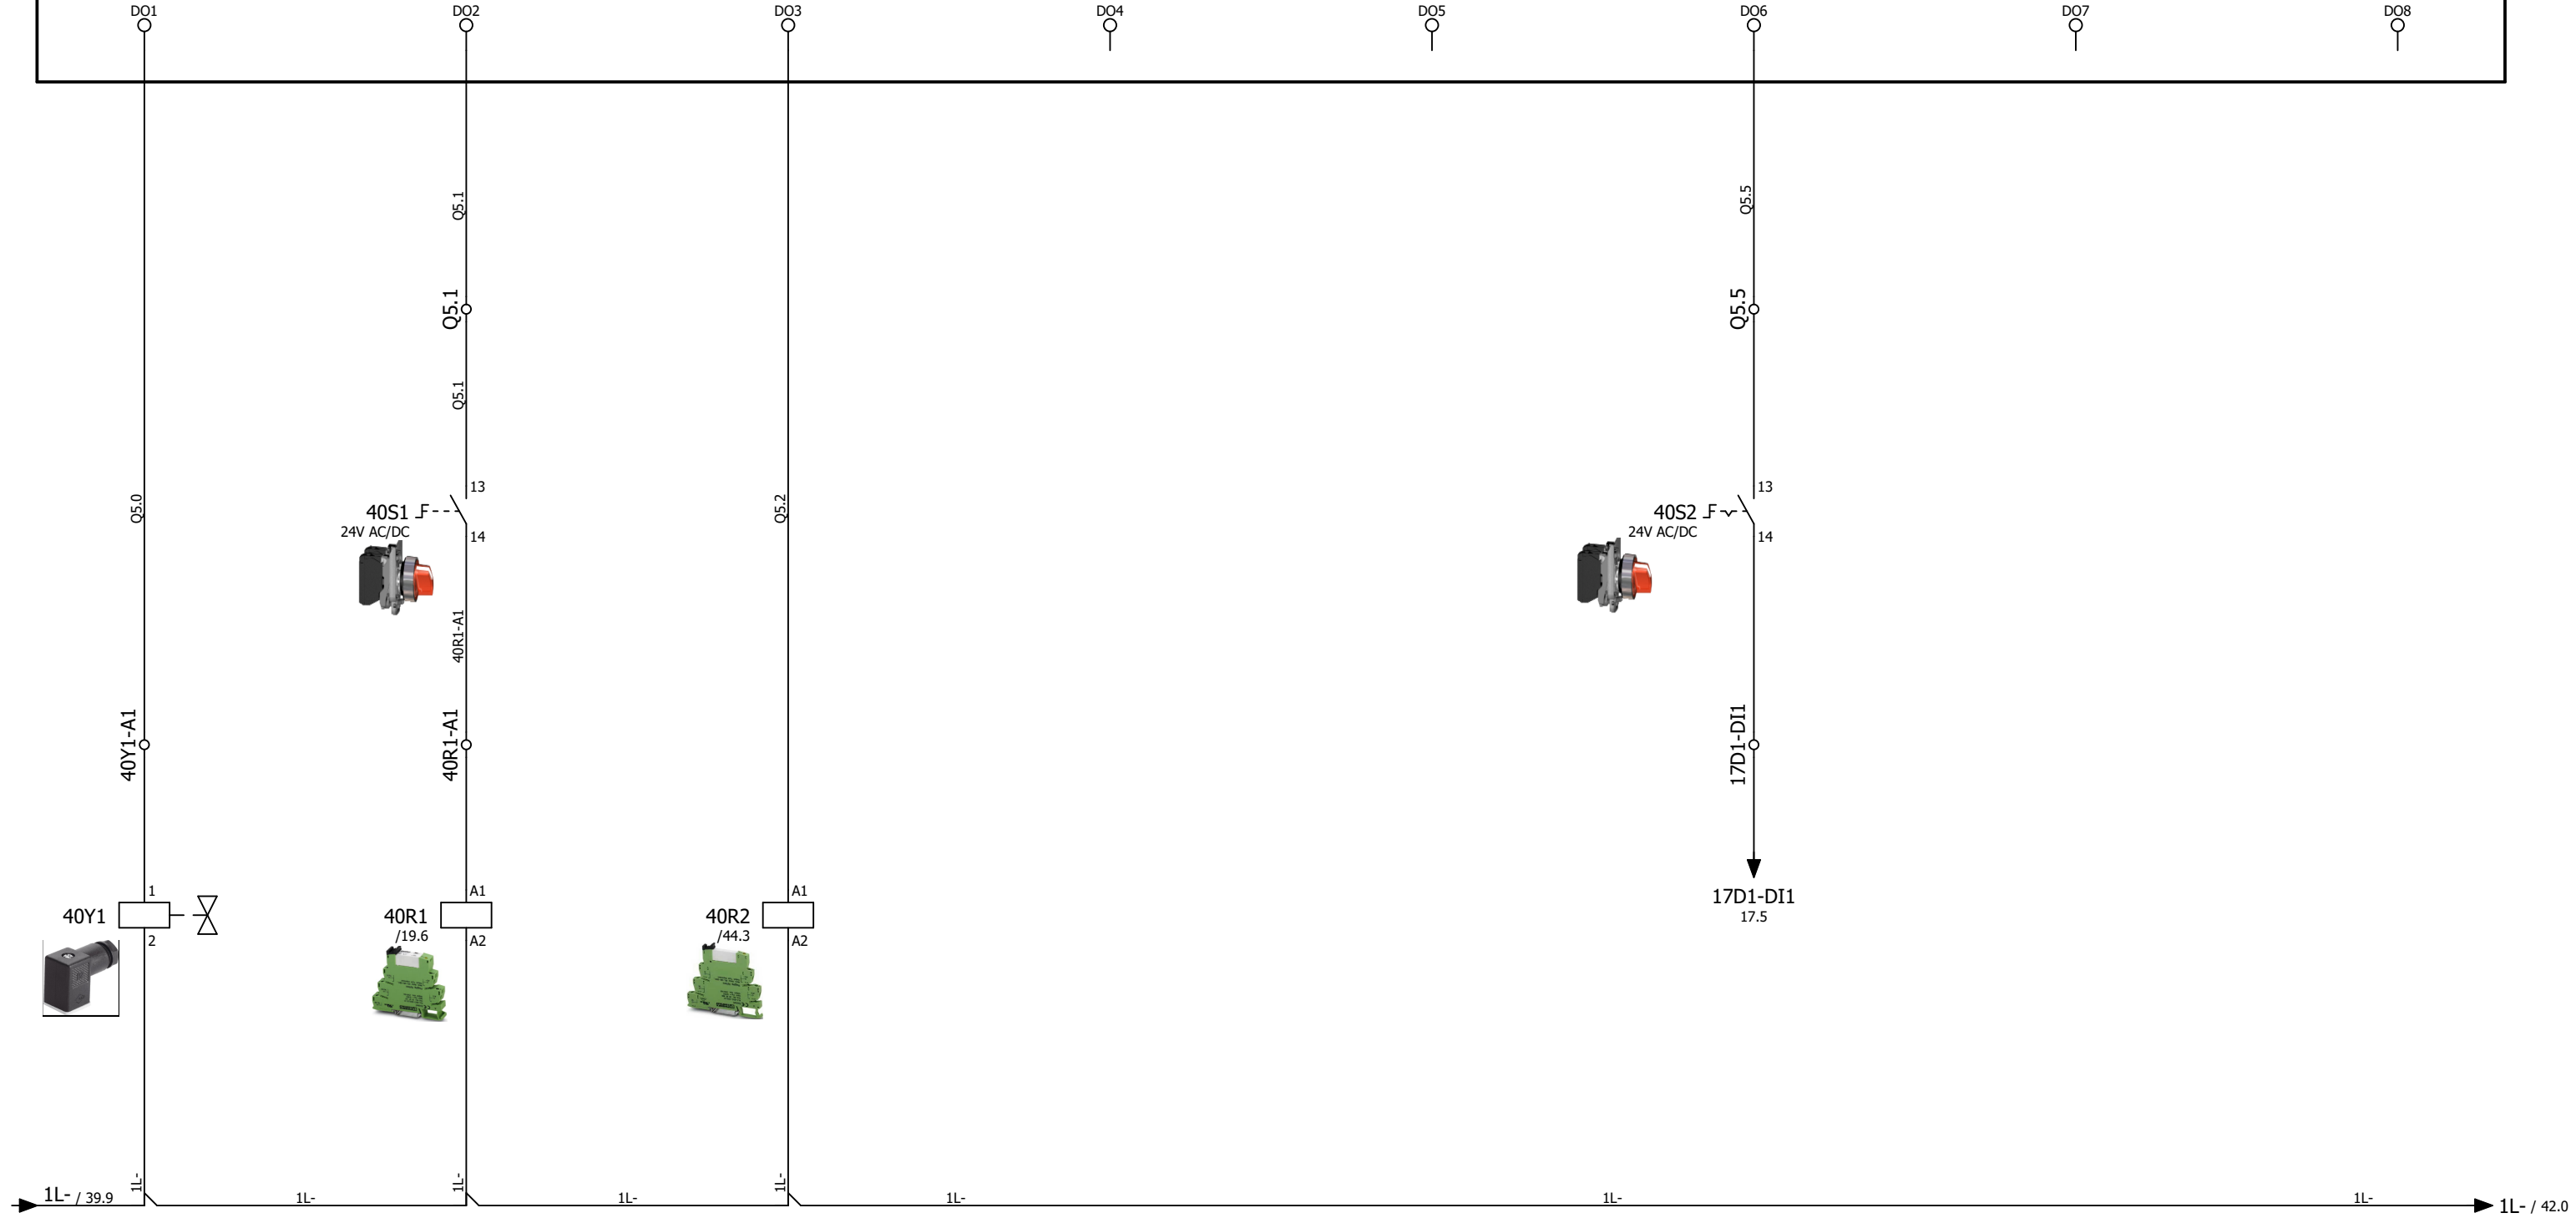 DO1 DO2 DO3 DO4 DO5 DO6 DO7 DO8
Q5.1
Q5.5
Q5.1
Q5.5
Q5.1
Q5.0
Q5.2
13
40S1
24V AC/DC
14
13
40S2
24V AC/DC
14
40R1-A1
40Y1-A1
40R1-A1
17D1-DI1
1
40Y1
2
A1
40R1
/19.6
A2
A1
40R2
/44.3
A2
17D1-DI1
17.5
1L-
1L-
1L-
1L- / 39.9
1L-
1L-
1L-
1L-
1L-
1L- / 42.0